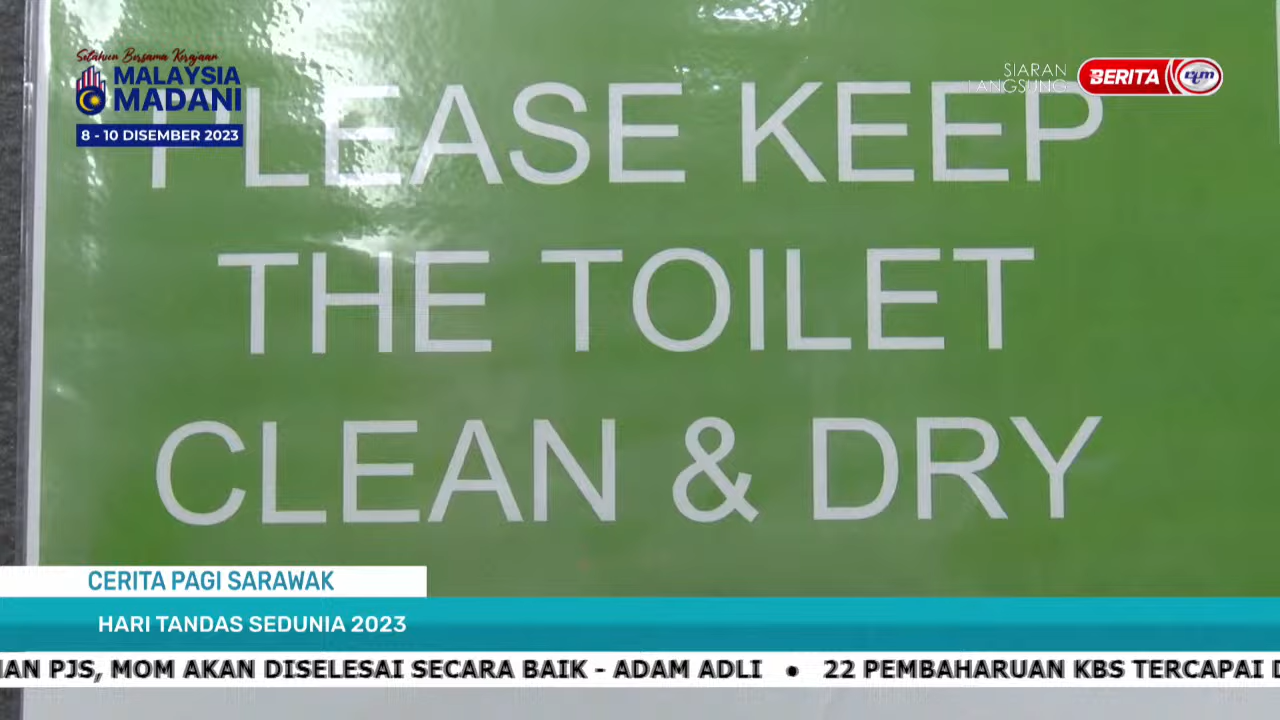 Setahun Bersama Kerajaan
MALAYSIA
MADANI
8 - 10 DISEMBER 2023
SIARAN
LANGSUNG
BERITA rtm
PLEASE KEEP
THE TOILET
CLEAN & DRY
CERITA PAGI SARAWAK
HARI TANDAS SEDUNIA 2023
PJS, MOM AKAN DISELESAI SECARA BAIK - ADAM ADLI • 22 PEMBAHARUAN KBS TERCAPAI